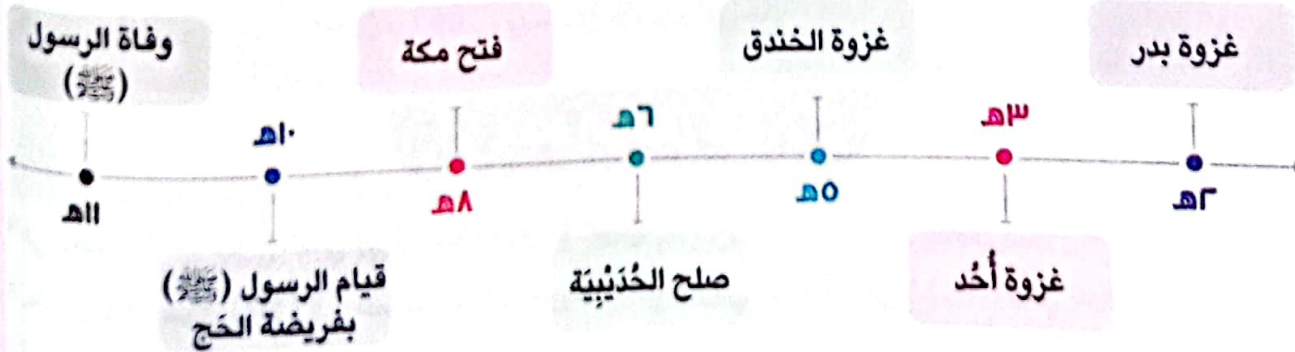 غزوة بدر
٢هـ
٣هـ
غزوة أُحُد
غزوة الخندق
٥هـ
٦هـ
صلح الحُدَيْبِيَة
فتح مكة
٨هـ
١٠هـ
قيام الرسول (ﷺ)
بفريضة الحَج
وفاة الرسول
(ﷺ)
١١هـ